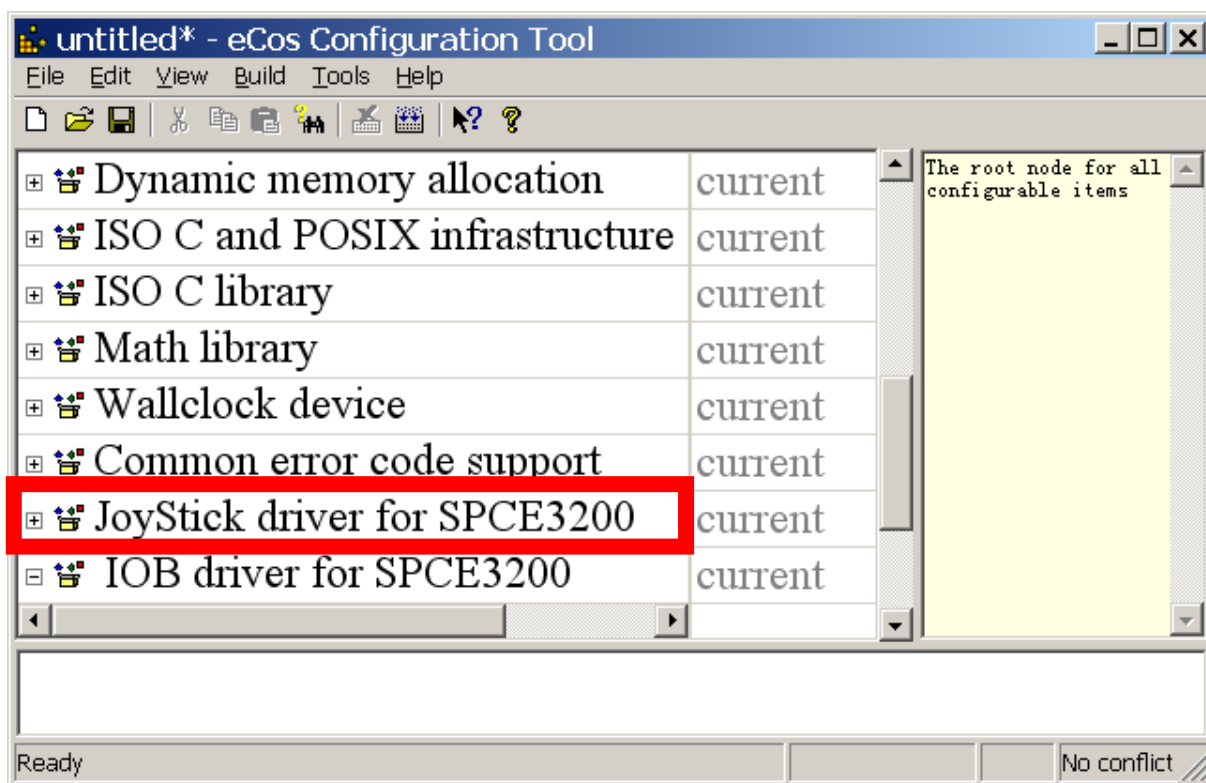 untitled* - eCos Configuration Tool
File Edit View Build Tools Help
Dynamic memory allocation current
ISO C and POSIX infrastructure current
ISO C library current
Math library current
Wallclock device current
Common error code support current
JoyStick driver for SPCE3200 current
IOB driver for SPCE3200 current
The root node for all
configurable items
Ready No conflict